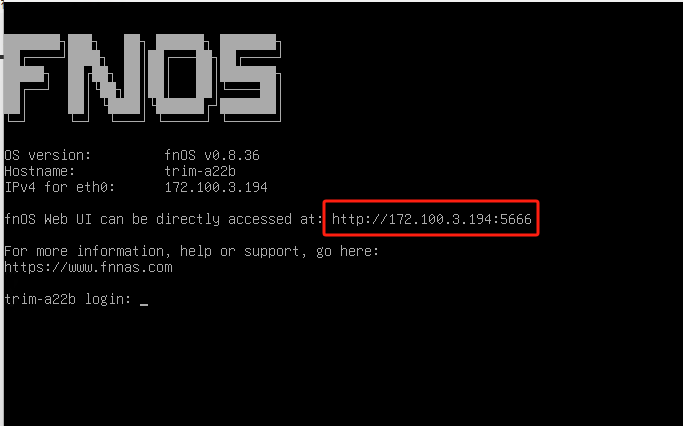 FNOS
OS version: fnOS v0.8.36
Hostname: trim-a22b
IPv4 for eth0: 172.100.3.194
fnOS Web UI can be directly accessed at: http://172.100.3.194:5666
For more information, help or support, go here:
https://www.fnnas.com
trim-a22b login: _